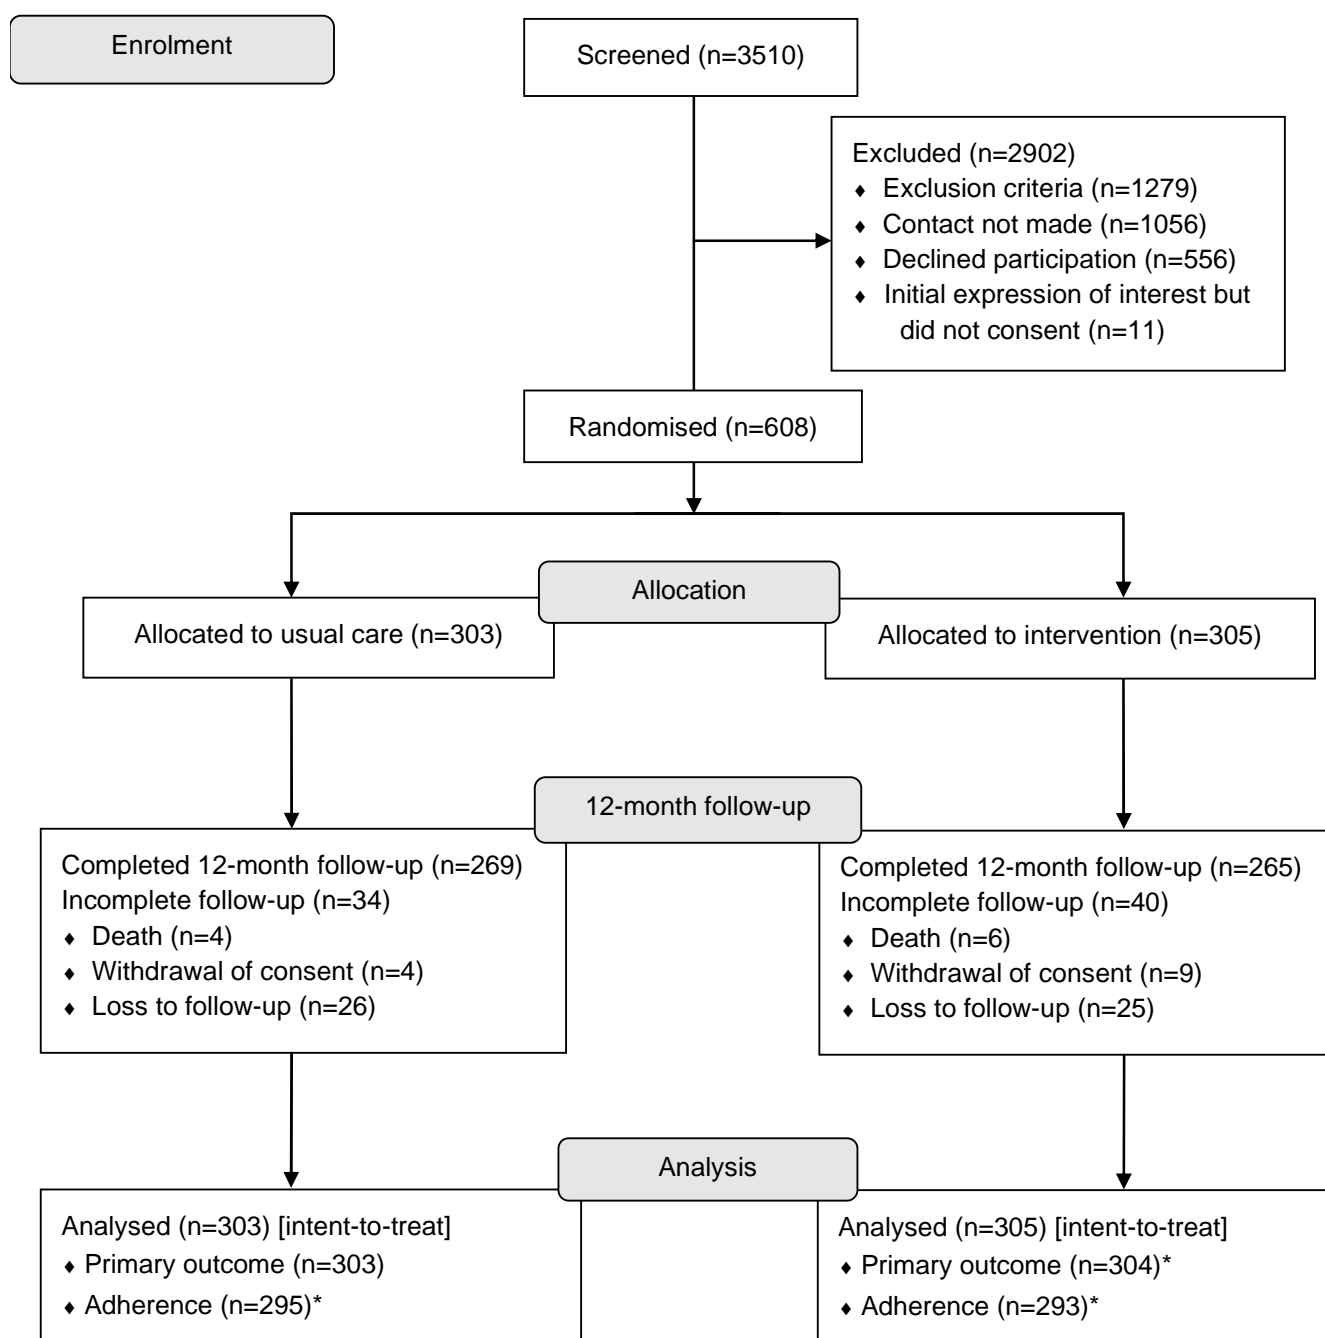 Enrolment
Screened (n=3510)
Excluded (n=2902)
♦ Exclusion criteria (n=1279)
♦ Contact not made (n=1056)
♦ Declined participation (n=556)
♦ Initial expression of interest but
did not consent (n=11)
Randomised (n=608)
Allocation
Allocated to usual care (n=303)
Allocated to intervention (n=305)
12-month follow-up
Completed 12-month follow-up (n=269)
Incomplete follow-up (n=34)
♦ Death (n=4)
♦ Withdrawal of consent (n=4)
♦ Loss to follow-up (n=26)
Completed 12-month follow-up (n=265)
Incomplete follow-up (n=40)
♦ Death (n=6)
♦ Withdrawal of consent (n=9)
♦ Loss to follow-up (n=25)
Analysis
Analysed (n=303) [intent-to-treat]
♦ Primary outcome (n=303)
♦ Adherence (n=295)*
Analysed (n=305) [intent-to-treat]
♦ Primary outcome (n=304)*
♦ Adherence (n=293)*